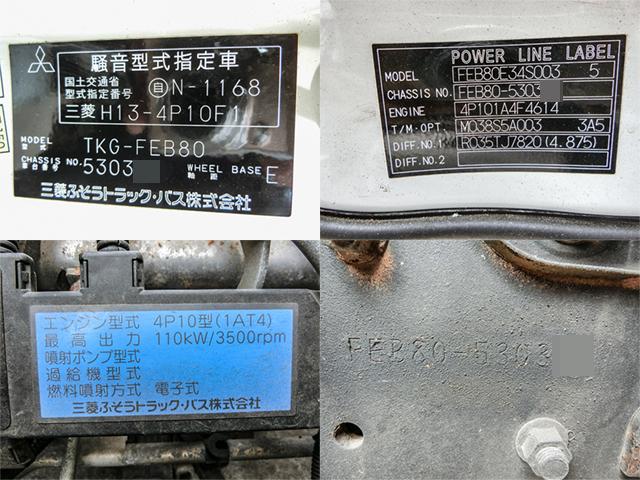 騒音型式指定車
国土交通省
型式指定番号
自 N-1168
三菱 H13-4P10F1
MODEL
型式
TKG-FEB80
CHASSIS NO.
車台番号
5303
WHEEL BASE
軸距
E
三菱ふそうトラック・バス株式会社
POWER LINE LABEL
MODEL FEB80E34S003 5
CHASSIS NO. FEB80-5303
ENGINE 4P101A4F4614
T/M・OPT. M038S5A003 3A5
DIFF.NO.1 R035TJ7820(4.875)
DIFF.NO.2
エンジン型式 4P10型(1AT4)
最高出力 110kW/3500rpm
噴射ポンプ型式
過給機型式
燃料噴射方式 電子式
三菱ふそうトラック・バス株式会社
FEB80-5303